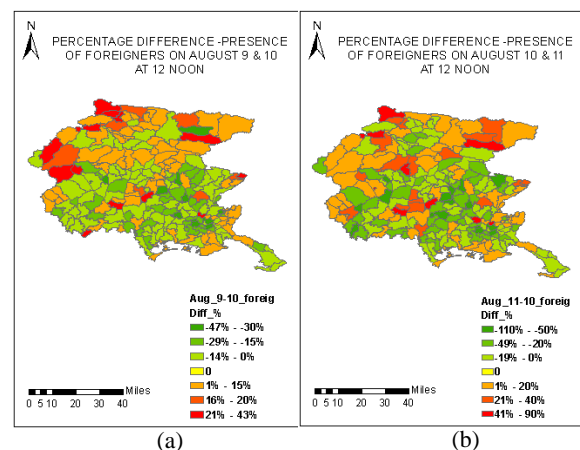 N
PERCENTAGE DIFFERENCE -PRESENCE
OF FOREIGNERS ON AUGUST 9 & 10
AT 12 NOON
Aug_9-10_foreig
Diff_%
-47% - -30%
-29% - -15%
-14% - 0%
0
1% - 15%
16% - 20%
21% - 43%
Miles
0 5 10 20 30 40
(a)
N
PERCENTAGE DIFFERENCE -PRESENCE
OF FOREIGNERS ON AUGUST 10 & 11
AT 12 NOON
Aug_11-10_foreig
Diff_%
-110% - -50%
-49% - -20%
-19% - 0%
0
1% - 20%
21% - 40%
41% - 90%
Miles
0 5 10 20 30 40
(b)